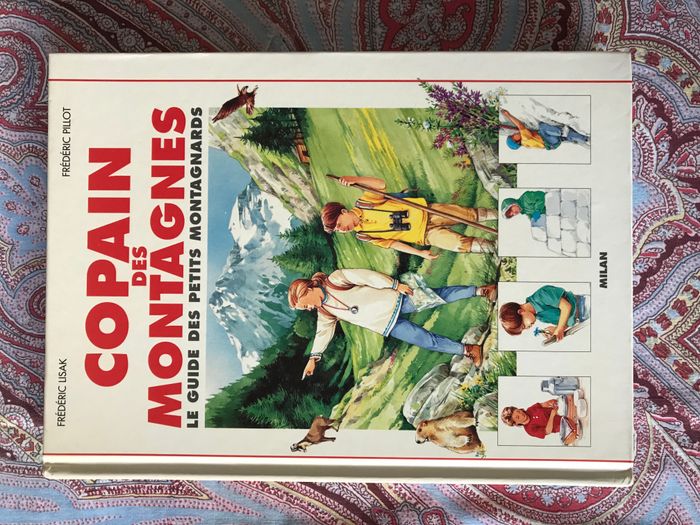 FRÉDÉRIC LISAK
FRÉDÉRIC PILLOT
COPAIN
DES
MONTAGNES
LE GUIDE DES PETITS MONTAGNARDS
MILAN